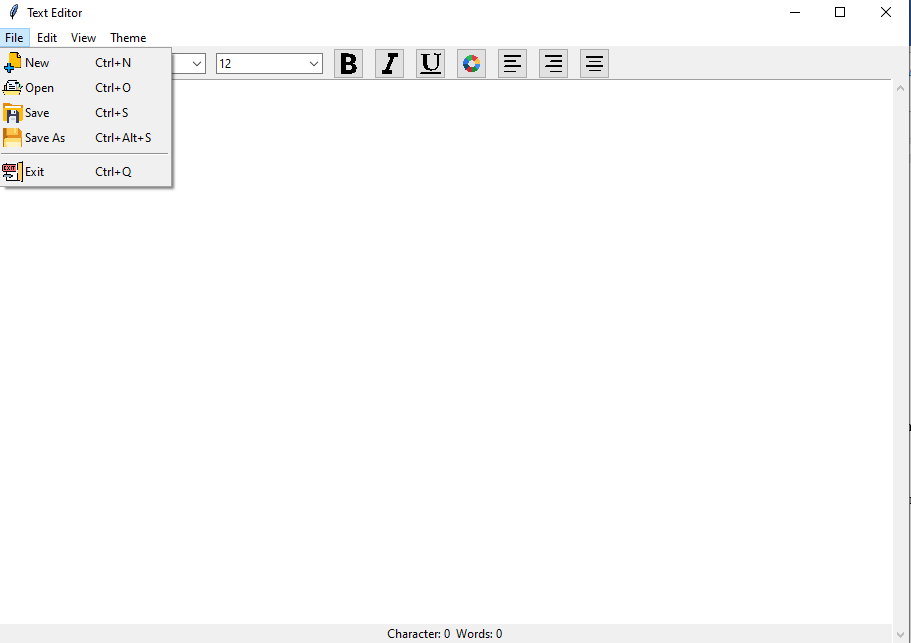 Text Editor
File Edit View Theme
New Ctrl+N
12
B I U
Open Ctrl+O
Save Ctrl+S
Save As Ctrl+Alt+S
EXIT Exit Ctrl+Q
Character: 0 Words: 0